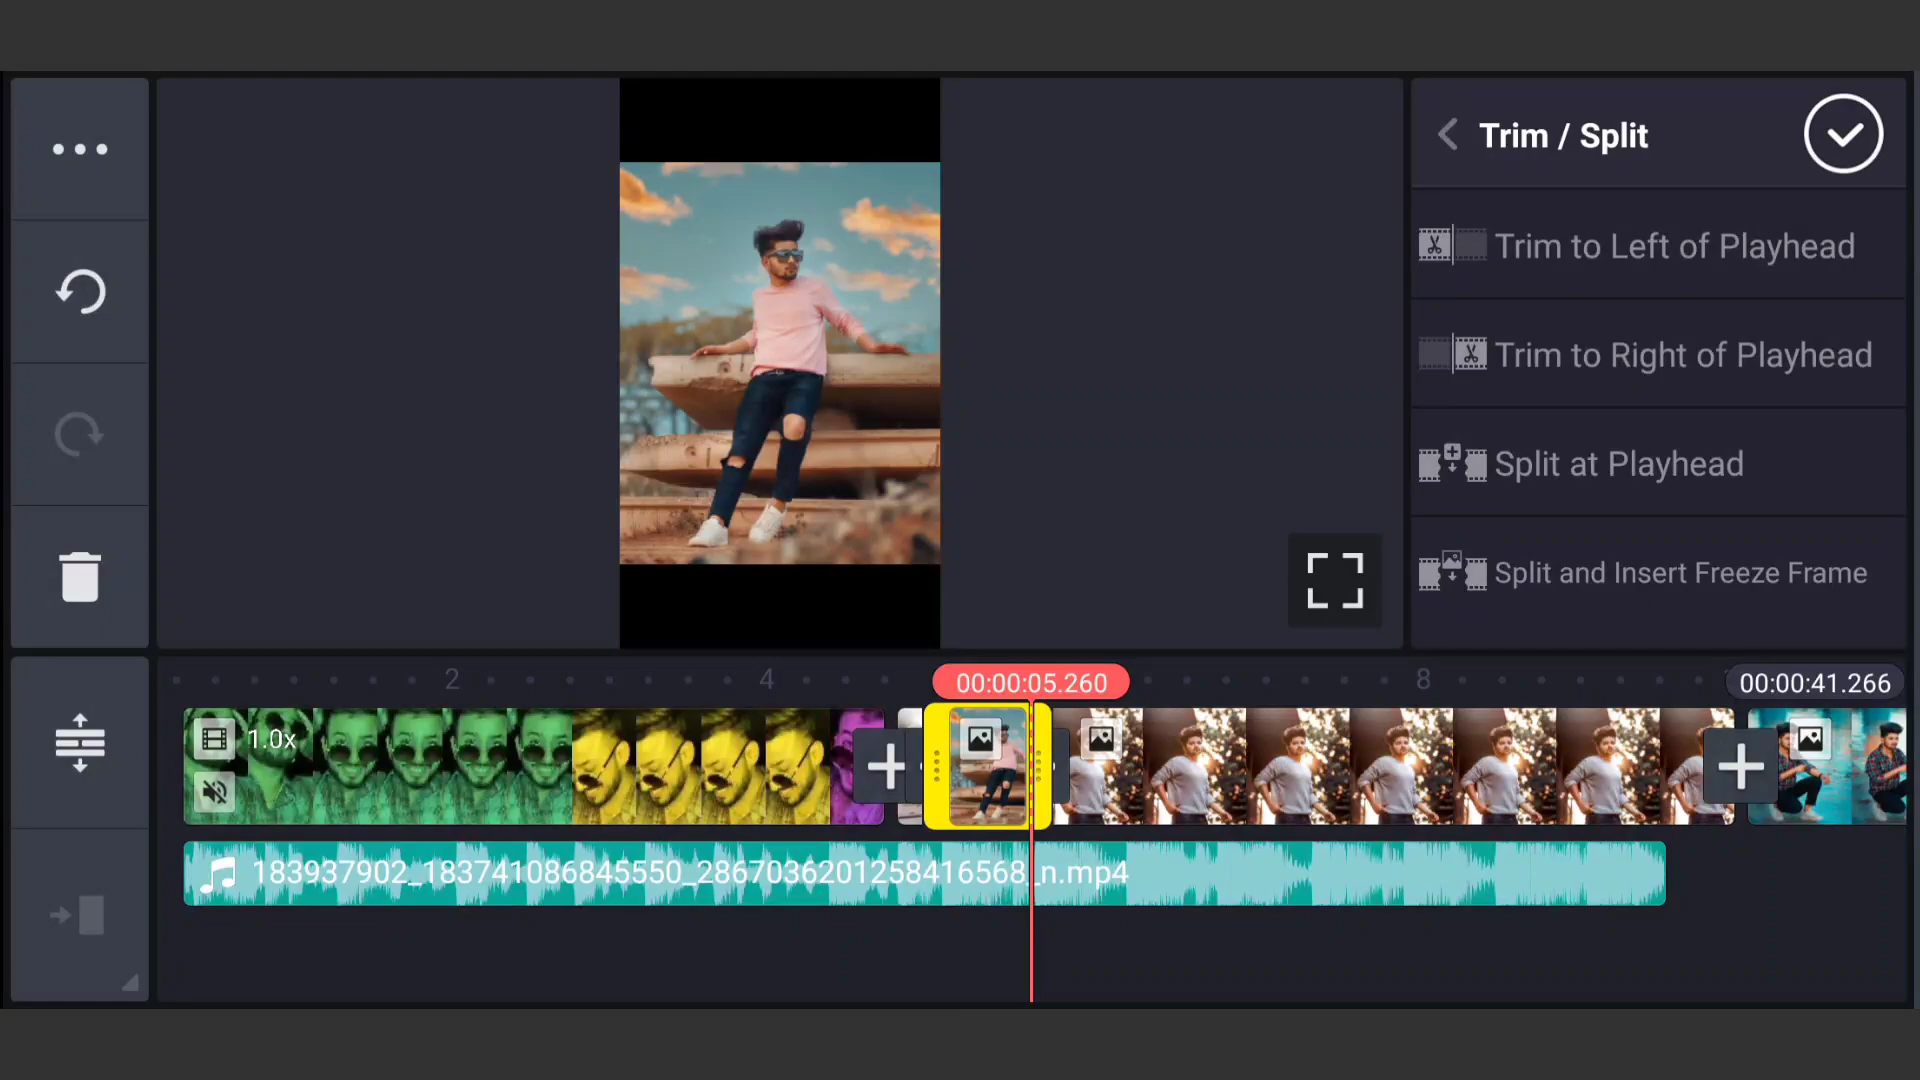 Trim / Split
Trim to Left of Playhead
Trim to Right of Playhead
Split at Playhead
Split and Insert Freeze Frame
2
4
00:00:05.260
8
00:00:41.266
1.0x
183937902_183741086845550_2867036201258416568_n.mp4